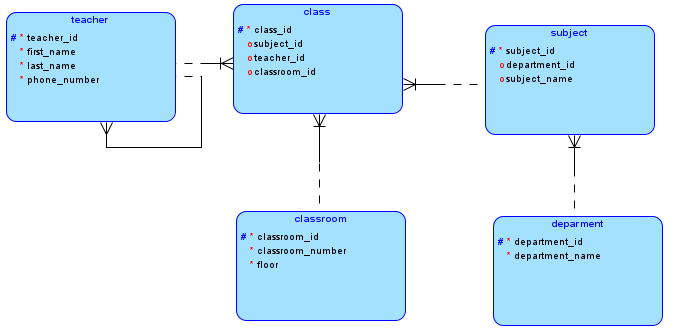 teacher
# * teacher_id
* first_name
* last_name
* phone_number
class
# * class_id
o subject_id
o teacher_id
o classroom_id
subject
# * subject_id
o department_id
o subject_name
classroom
# * classroom_id
* classroom_number
* floor
deparment
# * department_id
* department_name